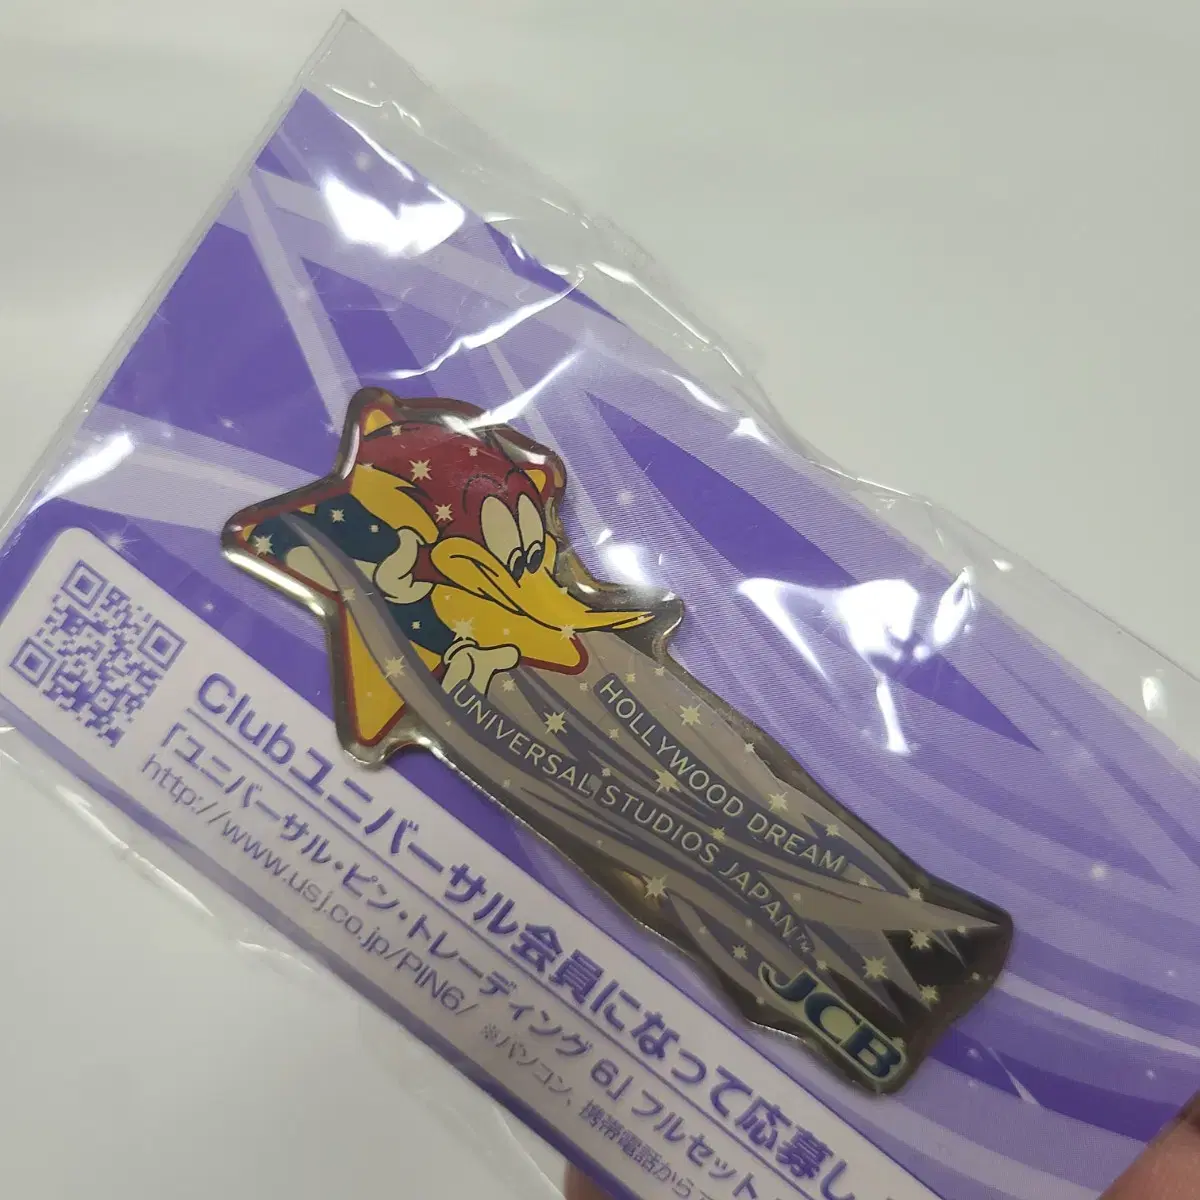 HOLLYWOOD DREAM
UNIVERSAL STUDIOS JAPAN™
JCB
Clubユニバーサル会員になって応募し
「ユニバーサル・ピン・トレーディング 6」フルセット
http://www.usj.co.jp/PIN6/ ※パソコン、携帯電話から